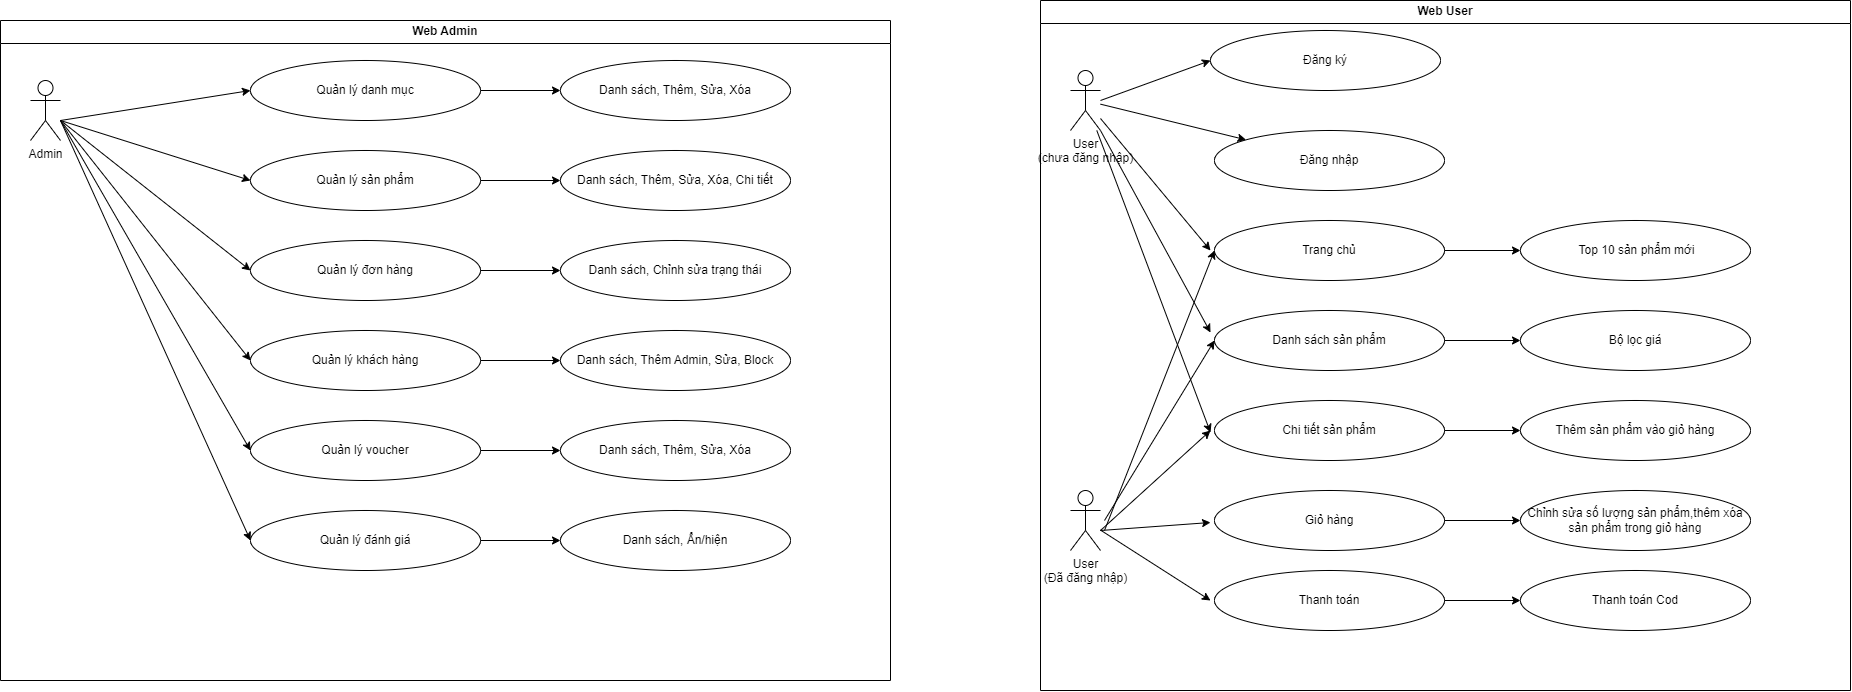 Web Admin
Admin
Quản lý danh mục
Danh sách, Thêm, Sửa, Xóa
Quản lý sản phẩm
Danh sách, Thêm, Sửa, Xóa, Chi tiết
Quản lý đơn hàng
Danh sách, Chỉnh sửa trạng thái
Quản lý khách hàng
Danh sách, Thêm Admin, Sửa, Block
Quản lý voucher
Danh sách, Thêm, Sửa, Xóa
Quản lý đánh giá
Danh sách, Ẩn/hiện
Web User
User
(chưa đăng nhập)
Đăng ký
Đăng nhập
Trang chủ
Top 10 sản phẩm mới
Danh sách sản phẩm
Bộ lọc giá
Chi tiết sản phẩm
Thêm sản phẩm vào giỏ hàng
User
(Đã đăng nhập)
Giỏ hàng
Chỉnh sửa số lượng sản phẩm,thêm xóa
sản phẩm trong giỏ hàng
Thanh toán
Thanh toán Cod